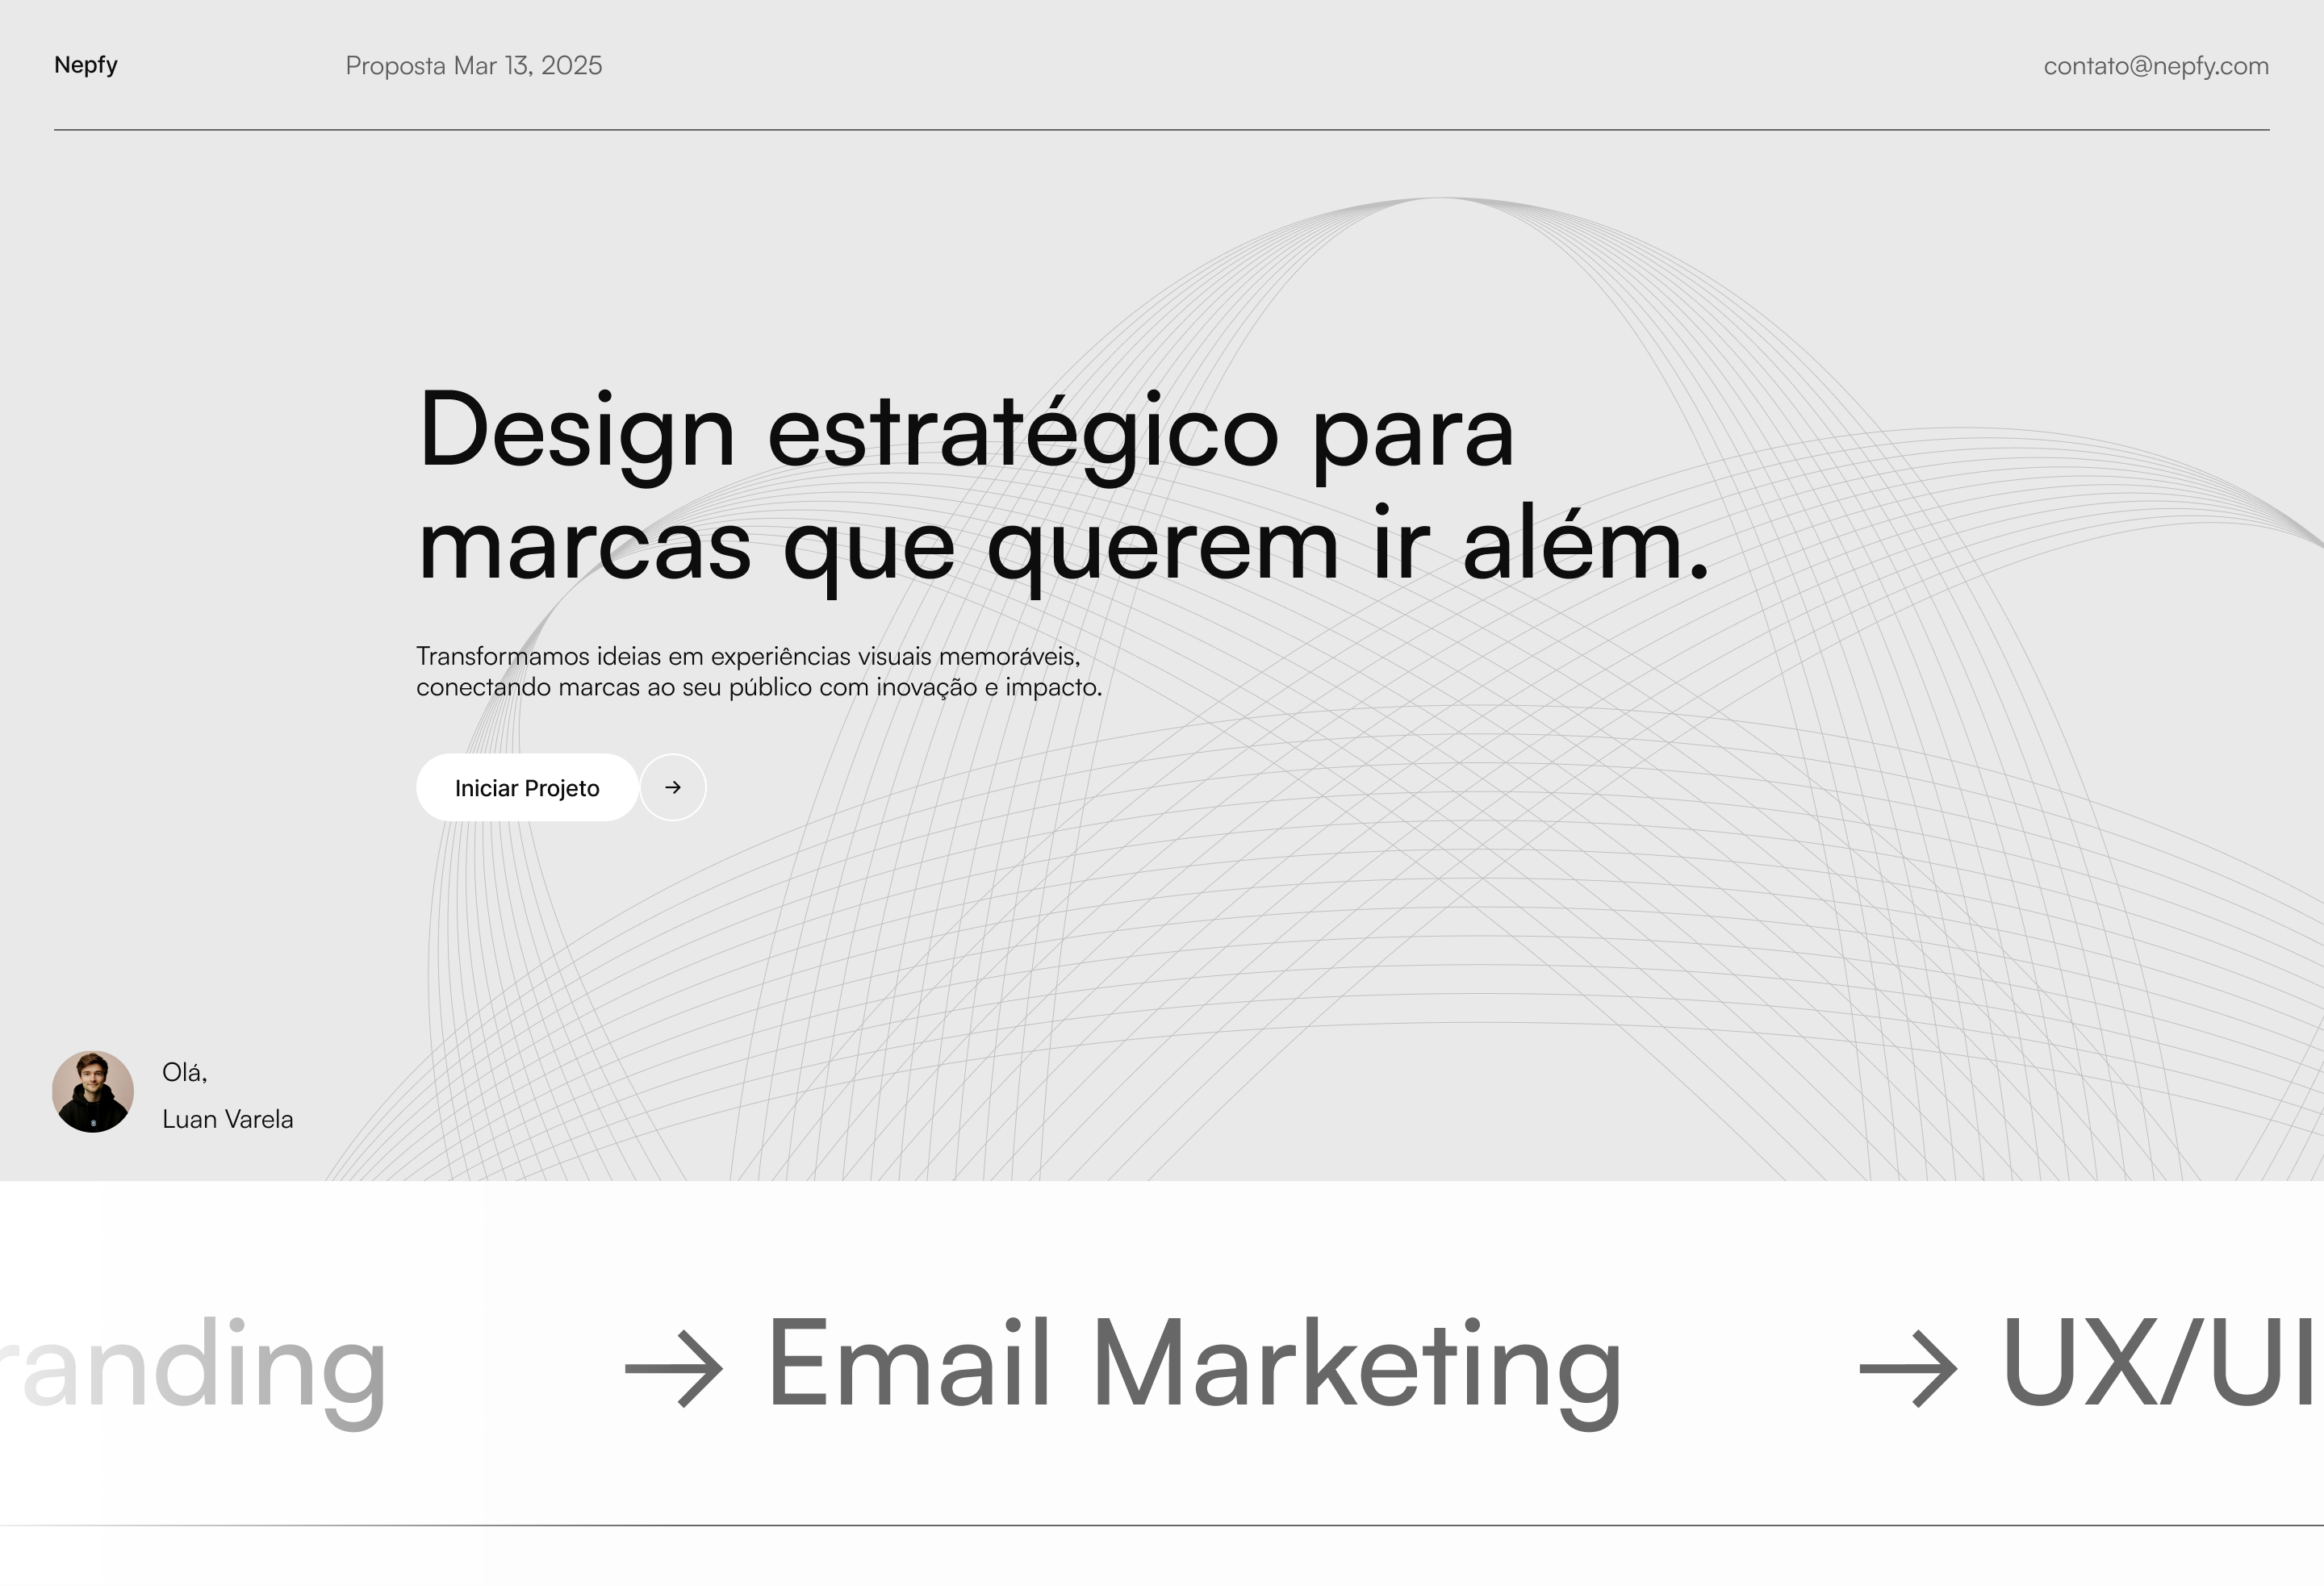 Nepfy
Proposta Mar 13, 2025
contato@nepfy.com
Design estratégico para
marcas que querem ir além.
Transformamos ideias em experiências visuais memoráveis,
conectando marcas ao seu público com inovação e impacto.
Iniciar Projeto →
Olá,
Luan Varela
randing → Email Marketing → UX/UI